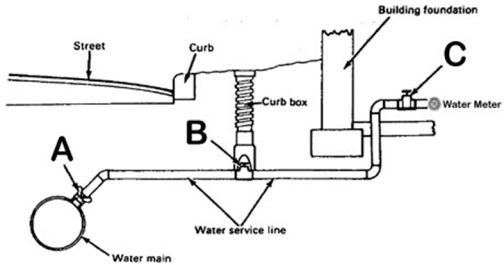 Building foundation
Street
Curb
C
Curb box
Water Meter
B
A
Water service line
Water main